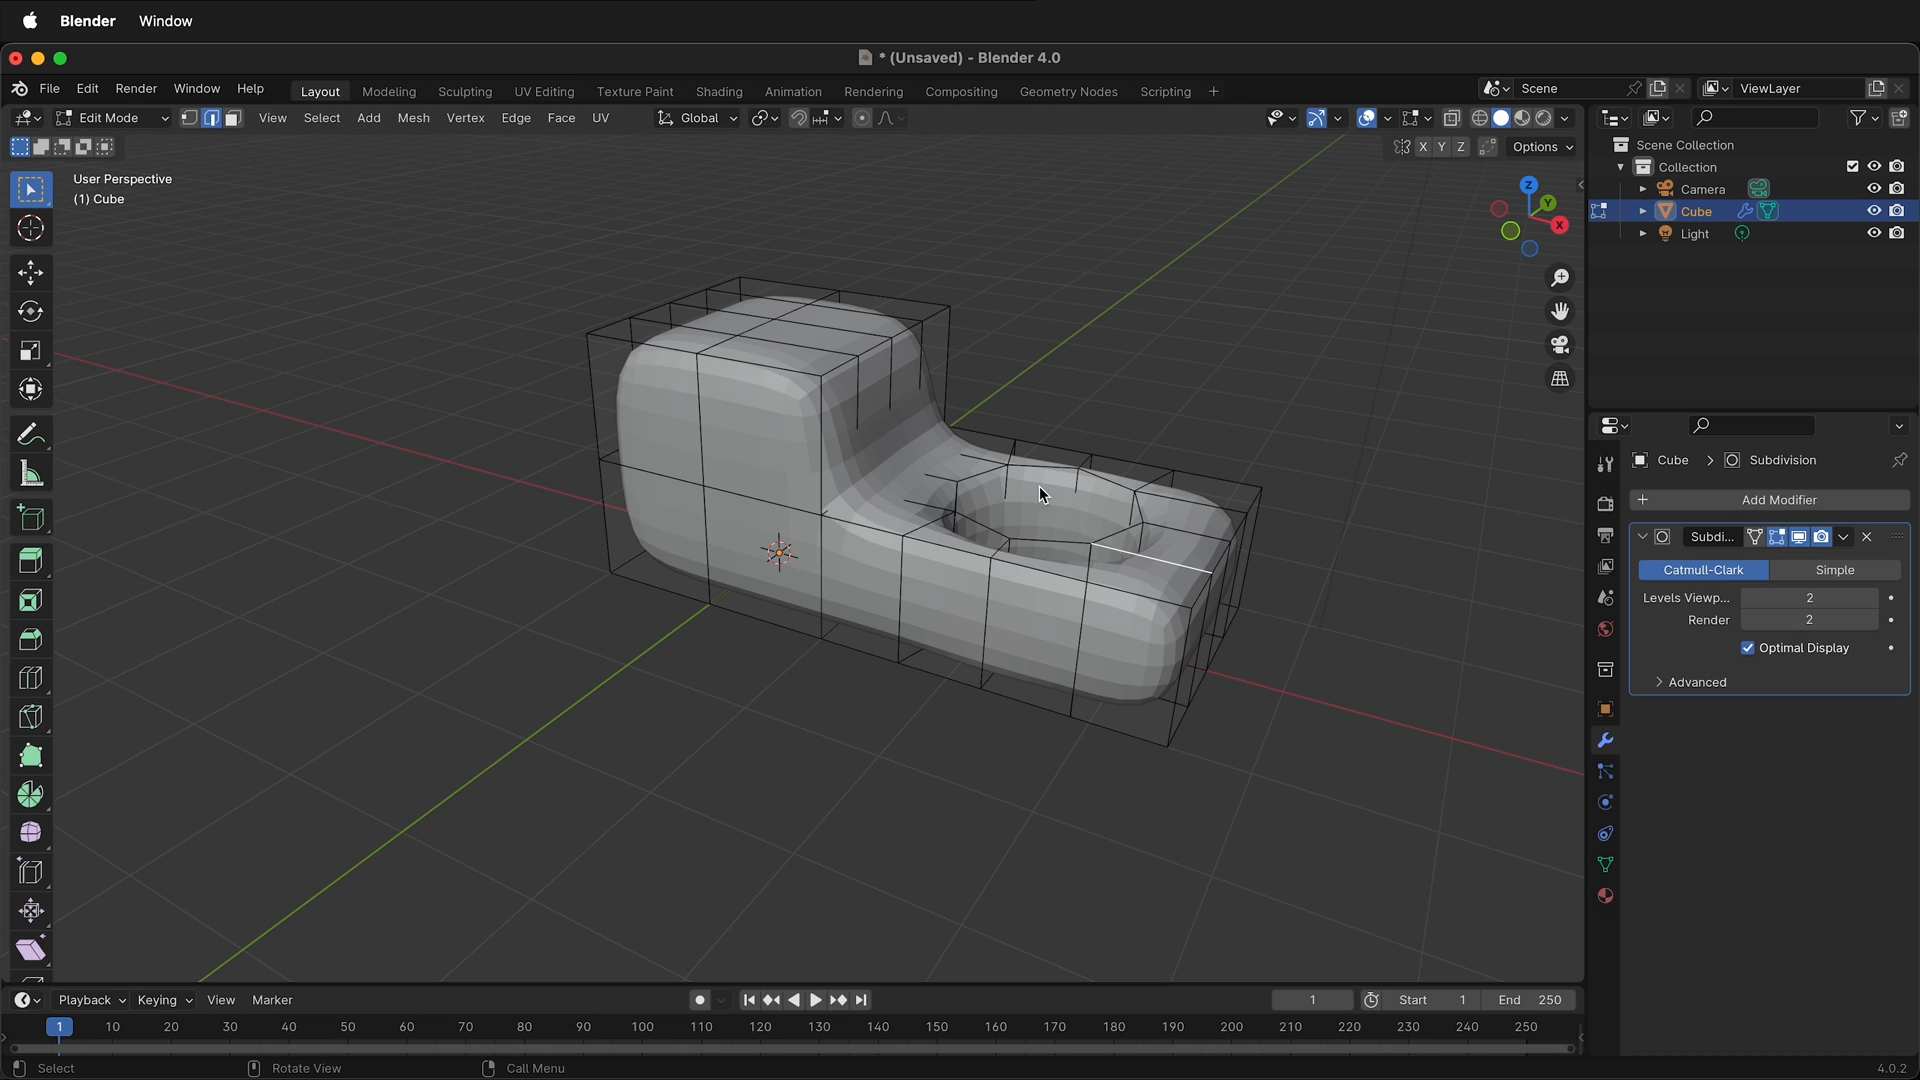 Blender Window
* (Unsaved) - Blender 4.0
File Edit Render Window Help Layout Modeling Sculpting UV Editing Texture Paint Shading Animation Rendering Compositing Geometry Nodes Scripting + Scene ViewLayer
Edit Mode View Select Add Mesh Vertex Edge Face UV Global
X Y Z Options
User Perspective
(1) Cube
Z
Y
X
Scene Collection
Collection
Camera
Cube
Light
Cube > Subdivision
+ Add Modifier
Subdi...
Catmull-Clark Simple
Levels Viewp... 2
Render 2
Optimal Display
> Advanced
Playback Keying View Marker 1 Start 1 End 250
1 10 20 30 40 50 60 70 80 90 100 110 120 130 140 150 160 170 180 190 200 210 220 230 240 250
Select Rotate View Call Menu 4.0.2